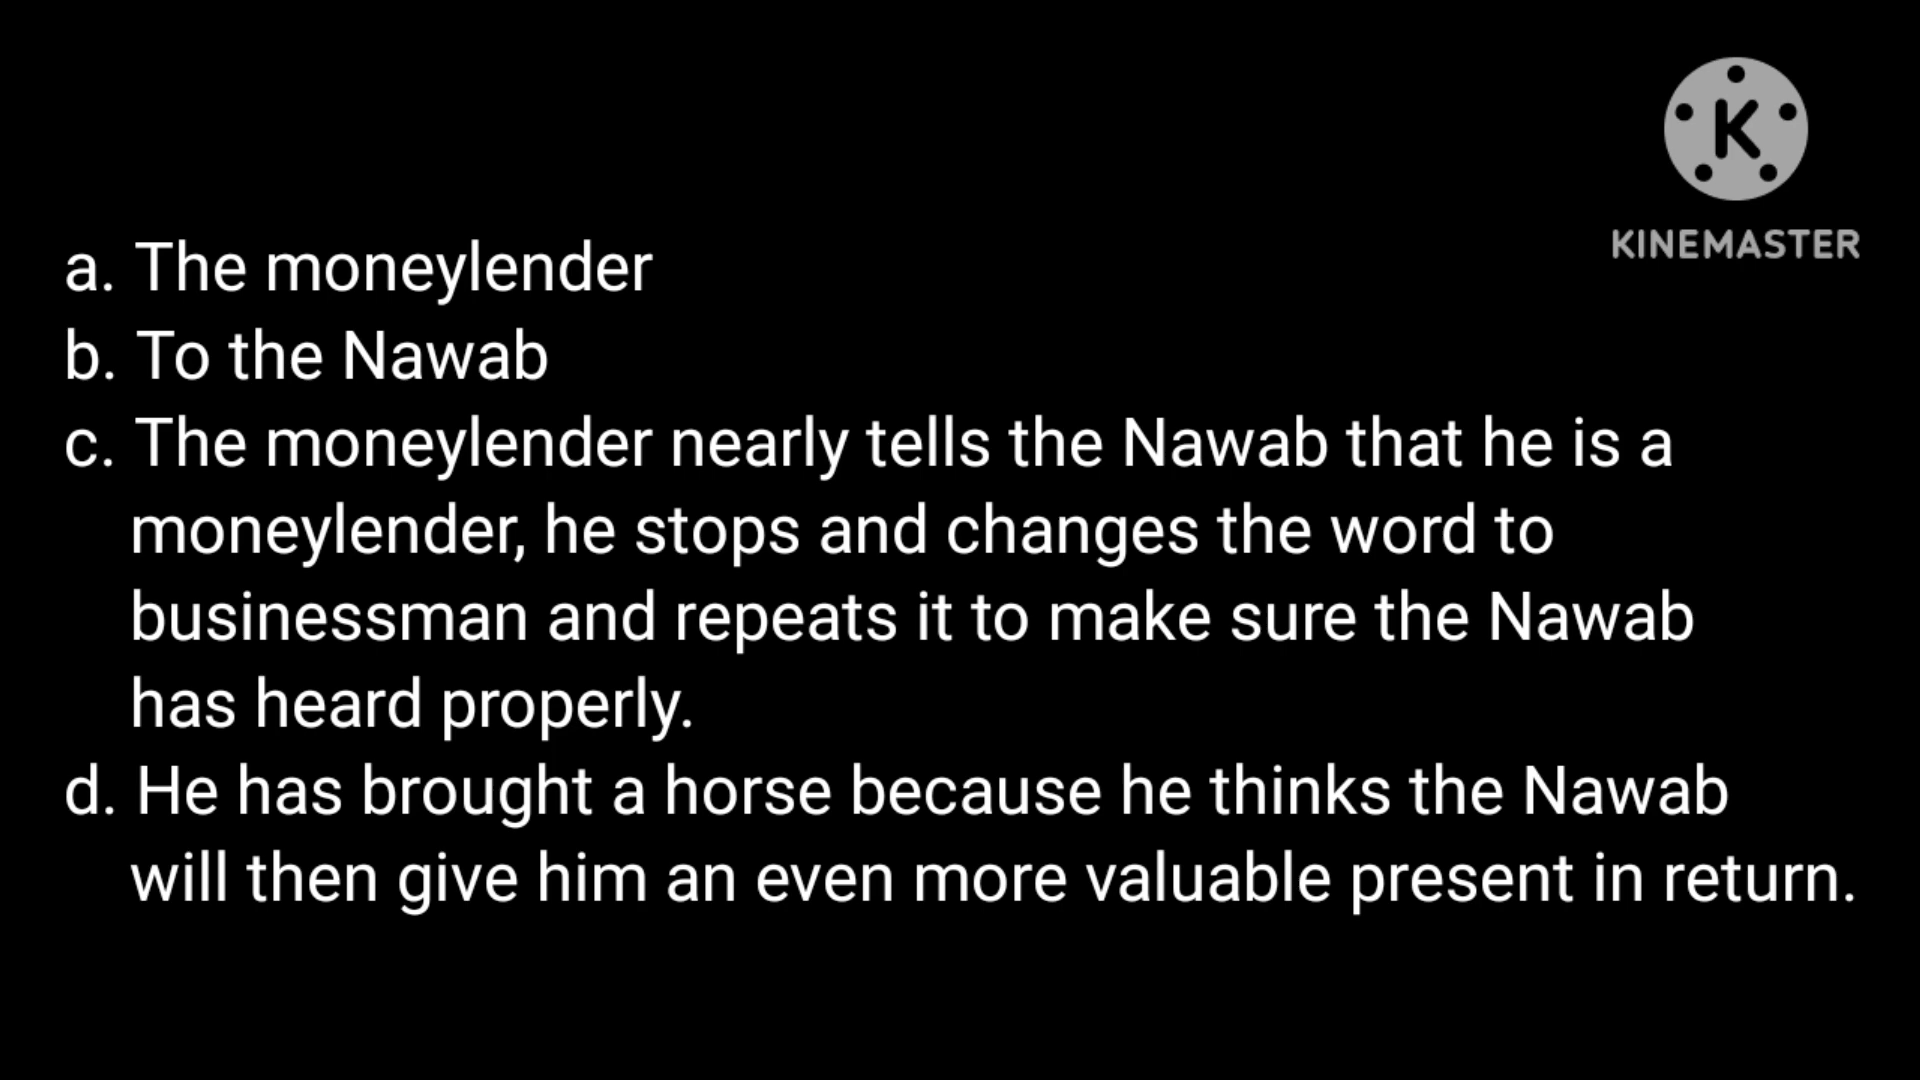 K
KINEMASTER
a. The moneylender
b. To the Nawab
c. The moneylender nearly tells the Nawab that he is a
moneylender, he stops and changes the word to
businessman and repeats it to make sure the Nawab
has heard properly.
d. He has brought a horse because he thinks the Nawab
will then give him an even more valuable present in return.